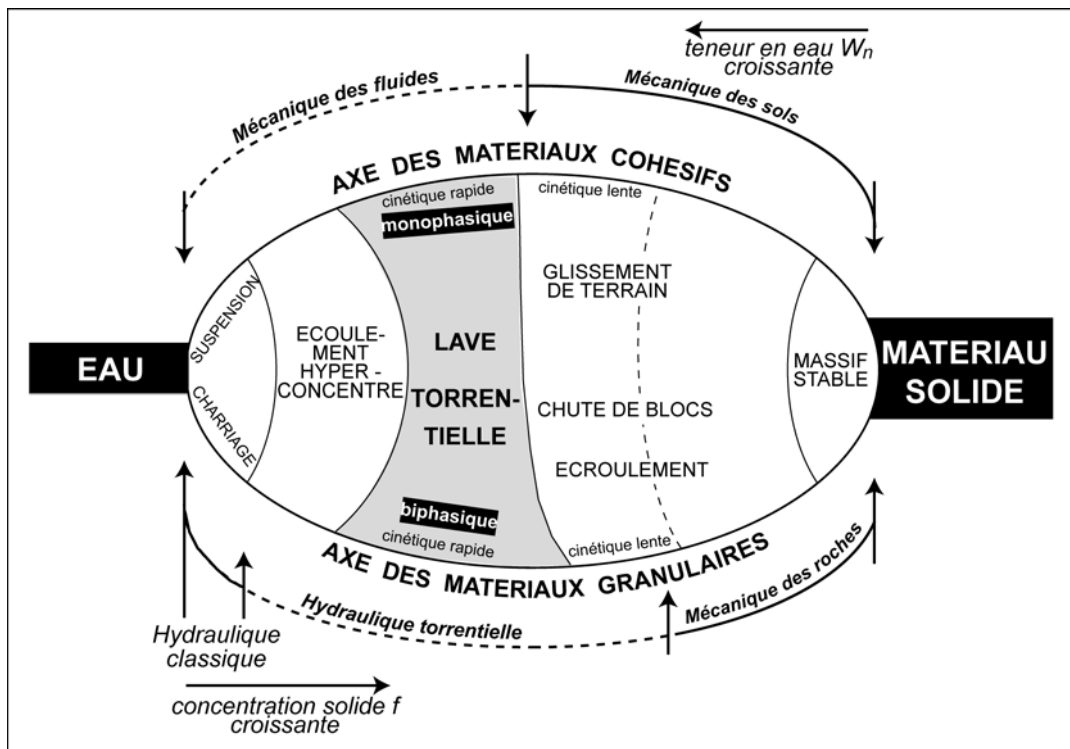 teneur en eau Wn
croissante
Mécanique des fluides
Mécanique des sols
AXE DES MATERIAUX COHESIFS
cinétique rapide
cinétique lente
monophasique
GLISSEMENT
DE TERRAIN
SUSPENSION
ECOULE-
MENT
HYPER -
CONCENTRE
LAVE
TORREN-
TIELLE
EAU
MASSIF
STABLE
MATERIAU
SOLIDE
CHARRIAGE
CHUTE DE BLOCS
ECROULEMENT
biphasique
cinétique rapide
cinétique lente
AXE DES MATERIAUX GRANULAIRES
Mécanique des roches
Hydraulique torrentielle
Hydraulique
classique
concentration solide f
croissante